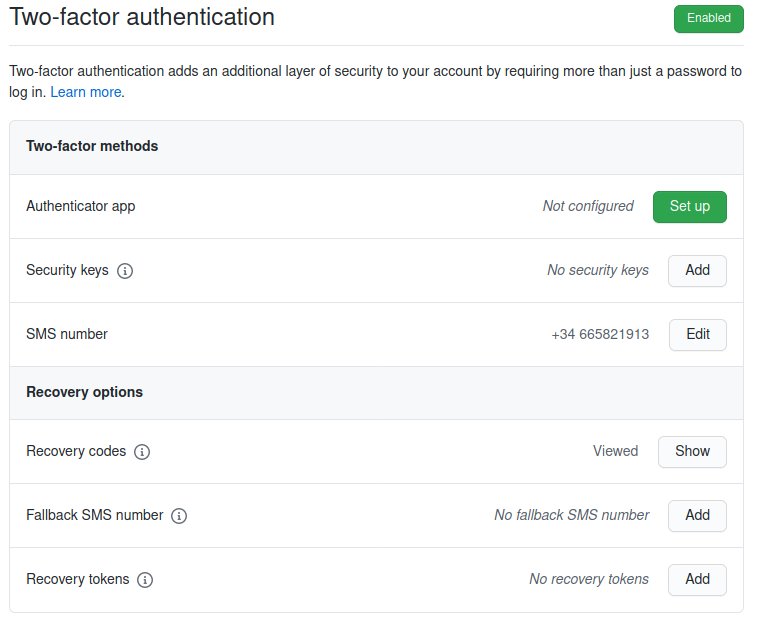 Two-factor authentication
Enabled
Two-factor authentication adds an additional layer of security to your account by requiring more than just a password to
log in. Learn more.
Two-factor methods
Authenticator app
Not configured
Set up
Security keys
No security keys
Add
SMS number
+34 665821913
Edit
Recovery options
Recovery codes
Viewed
Show
Fallback SMS number
No fallback SMS number
Add
Recovery tokens
No recovery tokens
Add